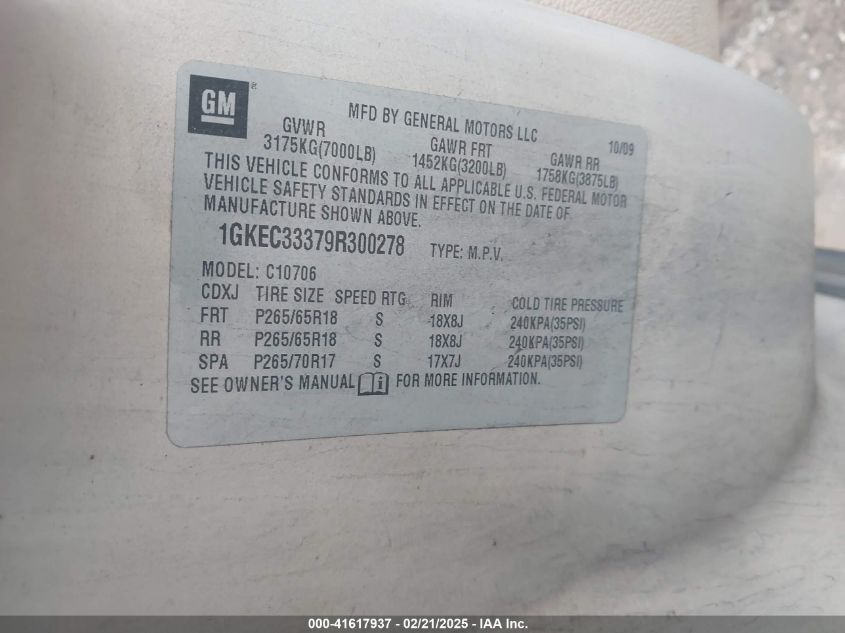 GM ®
MFD BY GENERAL MOTORS LLC 10/09
GVWR GAWR FRT GAWR RR
3175KG(7000LB) 1452KG(3200LB) 1758KG(3875LB)
THIS VEHICLE CONFORMS TO ALL APPLICABLE U.S. FEDERAL MOTOR
VEHICLE SAFETY STANDARDS IN EFFECT ON THE DATE OF
MANUFACTURE SHOWN ABOVE.
1GKEC33379R300278 TYPE: M.P.V.
MODEL: C10706
CDXJ TIRE SIZE SPEED RTG RIM COLD TIRE PRESSURE
FRT P265/65R18 S 18X8J 240KPA(35PSI)
RR P265/65R18 S 18X8J 240KPA(35PSI)
SPA P265/70R17 S 17X7J 240KPA(35PSI)
SEE OWNER'S MANUAL i FOR MORE INFORMATION.
000-41617937 - 02/21/2025 - IAA Inc.